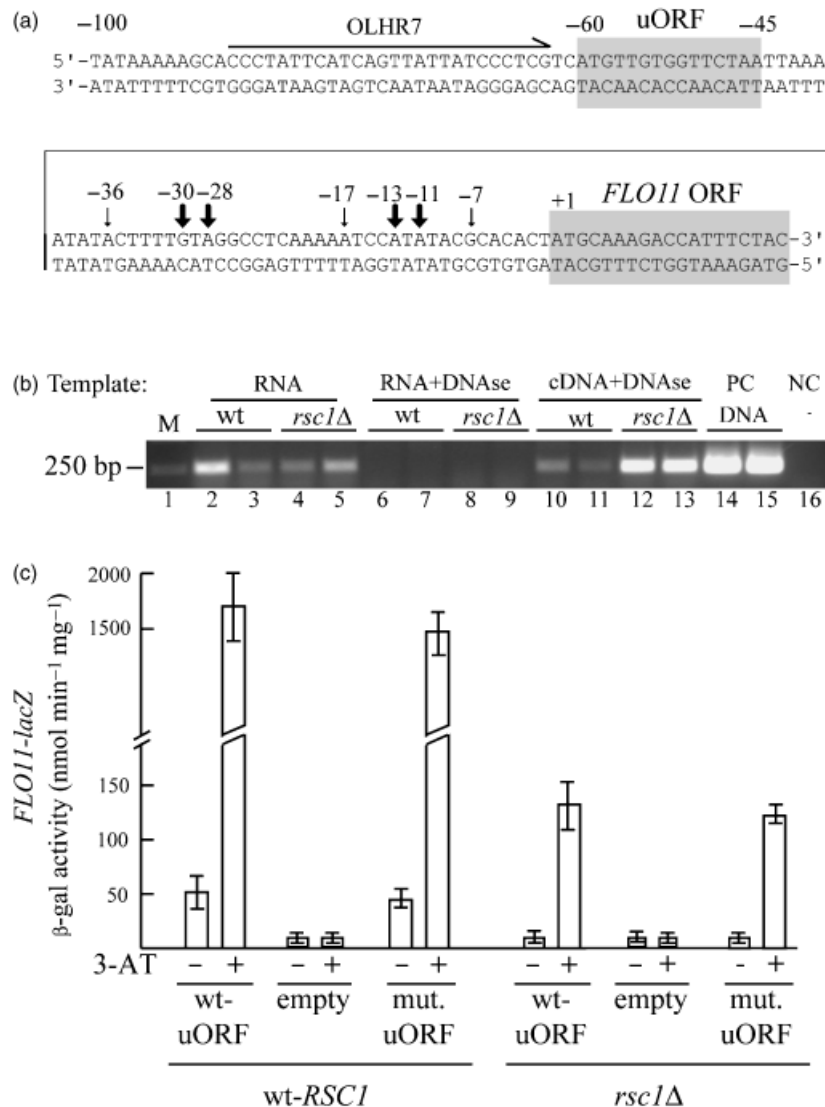 (a)
–100 OLHR7 –60 uORF –45
5'-TATAAAAAGCACCCTATTCATCAGTTATTATCCCTCGTCATGTTGTGGTTCTAATTAAA
3'-ATATTTTTCGTGGGATAAGTAGTCAATAATAGGGAGCAGTACAACACCAACATTAATTT
–36 –30 –28 –17 –13 –11 –7 +1 FLO11 ORF
ATATACTTTTGTAGGCCTCAAAAATCCATATACGCACACTATGCAAAGACCATTTCTAC-3'
TATATGAAAACATCCGGAGTTTTTAGGTATATGCGTGTGATACGTTTCTGGTAAAGATG-5'
(b) Template: RNA RNA+DNAse cDNA+DNAse PC NC
M wt rsc1Δ wt rsc1Δ wt rsc1Δ DNA -
250 bp
1 2 3 4 5 6 7 8 9 10 11 12 13 14 15 16
(c)
FLO11-lacZ
β-gal activity (nmol min⁻¹ mg⁻¹)
2000
1500
150
100
50
3-AT – + – + – + – + – + - +
wt-uORF empty mut. uORF wt-uORF empty mut. uORF
wt-RSC1 rsc1Δ